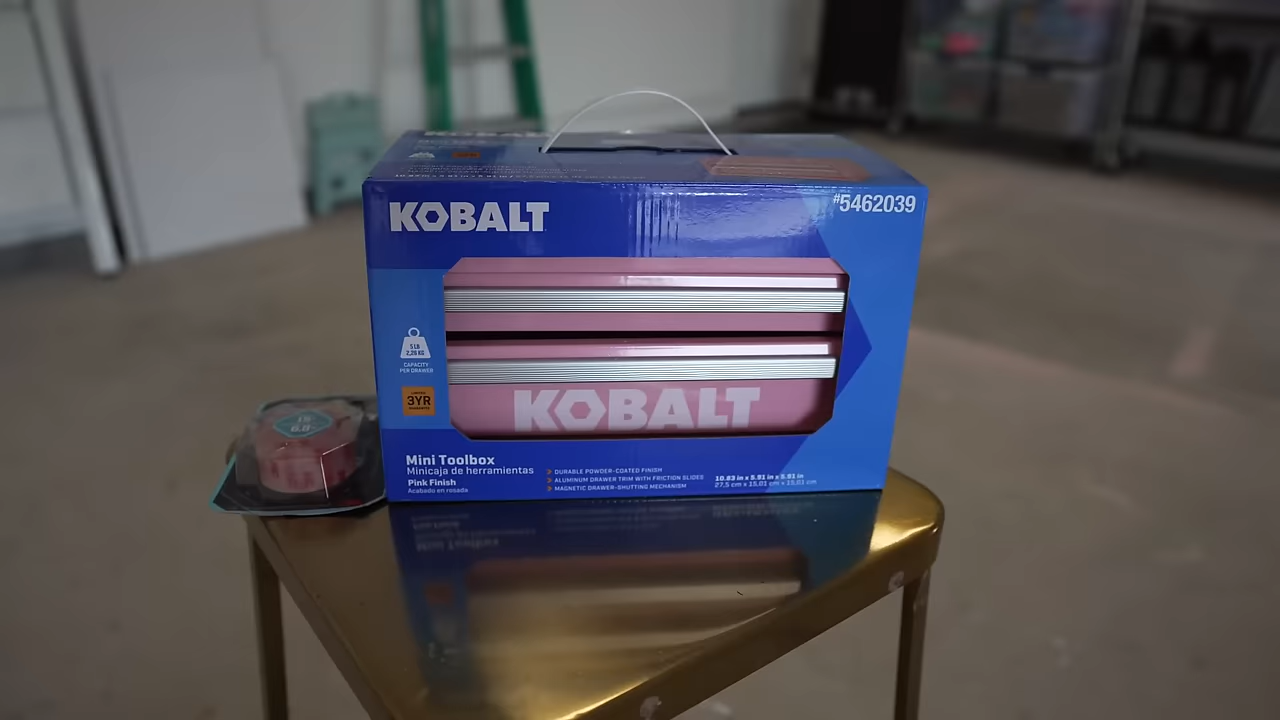 KOBALT
KOBALT
#5462039
5 LB
2,26 KG
CAPACITY
PER DRAWER
3YR
KOBALT
Mini Toolbox
Minicaja de herramientas
Pink Finish
Acabado en rosada
DURABLE POWDER-COATED FINISH
ALUMINUM DRAWER TRIM WITH FRICTION SLIDES
MAGNETIC DRAWER-SHUTTING MECHANISM
10.83 in x 5.91 in x 5.91 in
27,5 cm x 15,01 cm x 15,01 cm